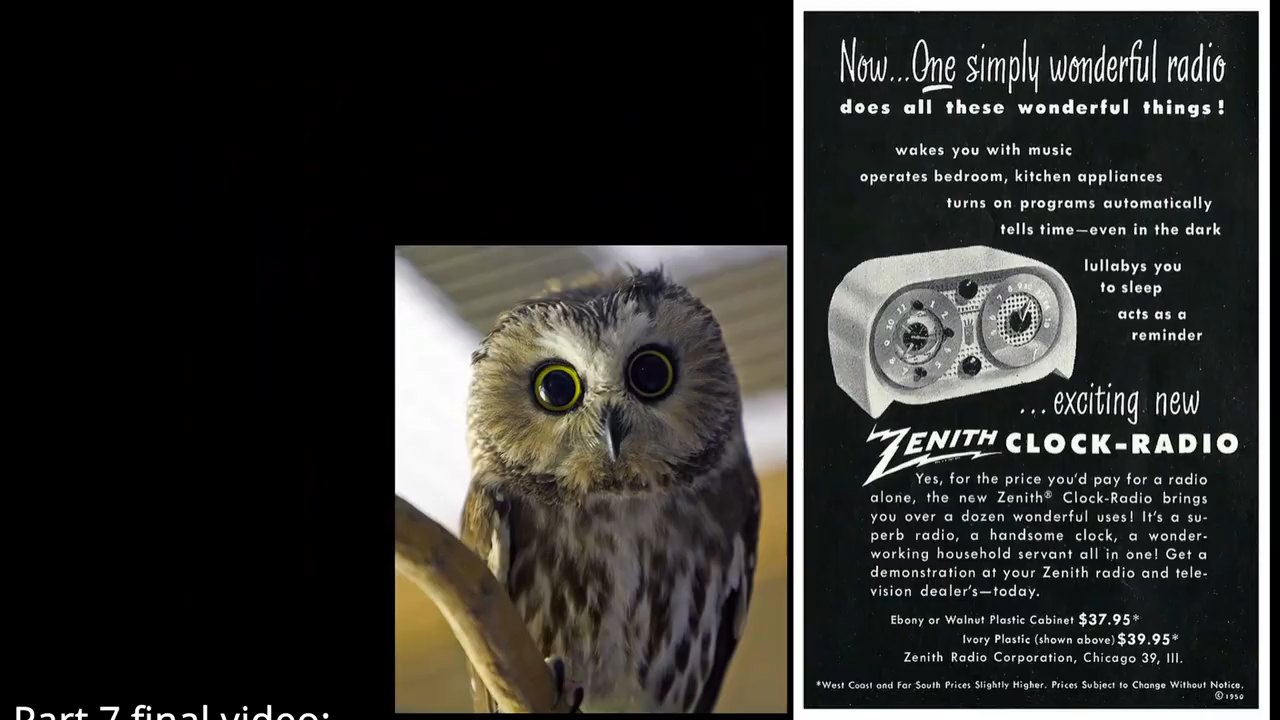 Now...One simply wonderful radio
does all these wonderful things!
wakes you with music
operates bedroom, kitchen appliances
turns on programs automatically
tells time—even in the dark
lullabys you
to sleep
acts as a
reminder
...exciting new
ZENITH CLOCK-RADIO
Yes, for the price you'd pay for a radio
alone, the new Zenith® Clock-Radio brings
you over a dozen wonderful uses! It's a su-
perb radio, a handsome clock, a wonder-
working household servant all in one! Get a
demonstration at your Zenith radio and tele-
vision dealer's—today.
Ebony or Walnut Plastic Cabinet $37.95*
Ivory Plastic (shown above) $39.95*
Zenith Radio Corporation, Chicago 39, Ill.
*West Coast and Far South Prices Slightly Higher. Prices Subject to Change Without Notice.
©1950
Part 7 final video: